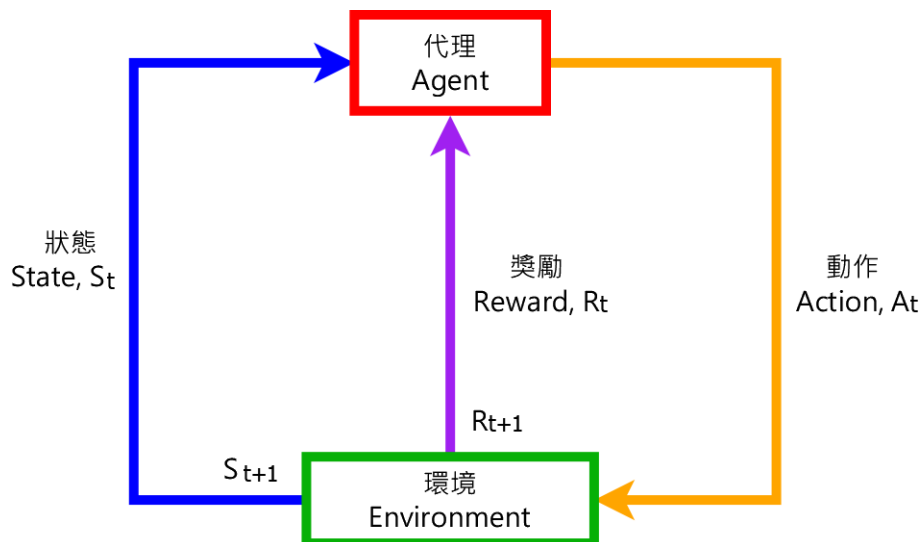 代理
Agent
狀態
State, St
獎勵
Reward, Rt
動作
Action, At
Rt+1
St+1
環境
Environment